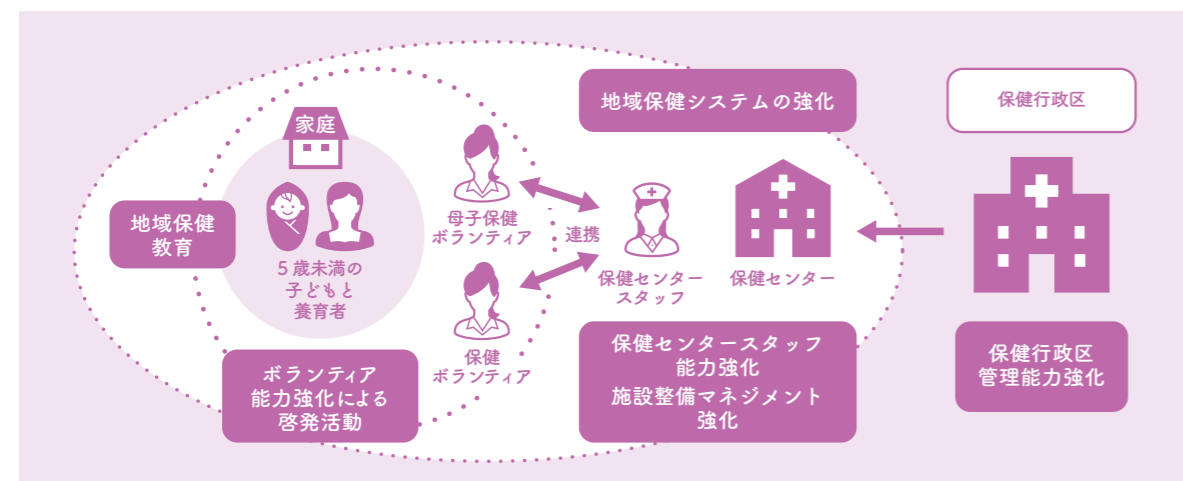 地域保健システムの強化
保健行政区
家庭
地域保健
教育
5歳未満の
子どもと
養育者
母子保健
ボランティア
連携
保健センター
スタッフ
保健センター
保健
ボランティア
ボランティア
能力強化による
啓発活動
保健センタースタッフ
能力強化
施設整備マネジメント
強化
保健行政区
管理能力強化